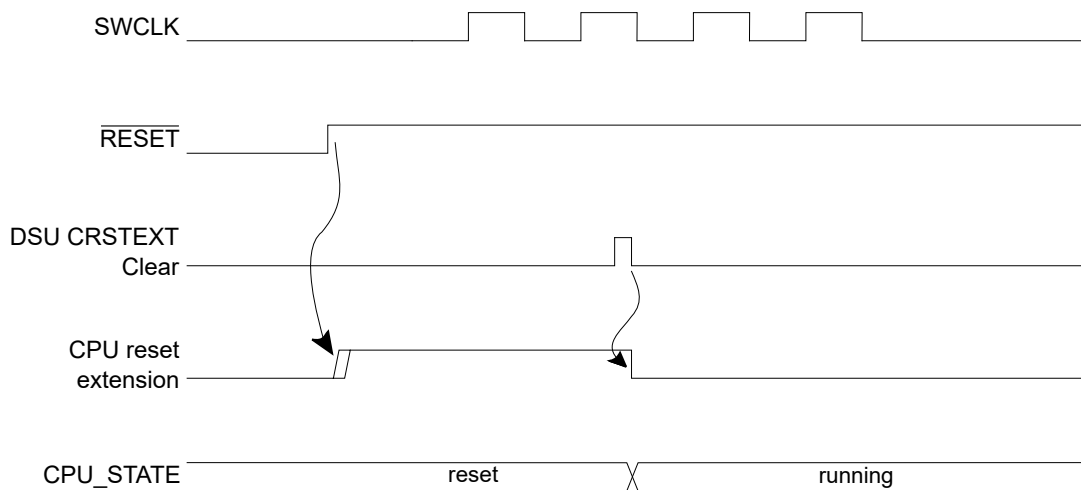 SWCLK
RESET
DSU CRSTEXT
Clear
CPU reset
extension
CPU_STATE
reset
running